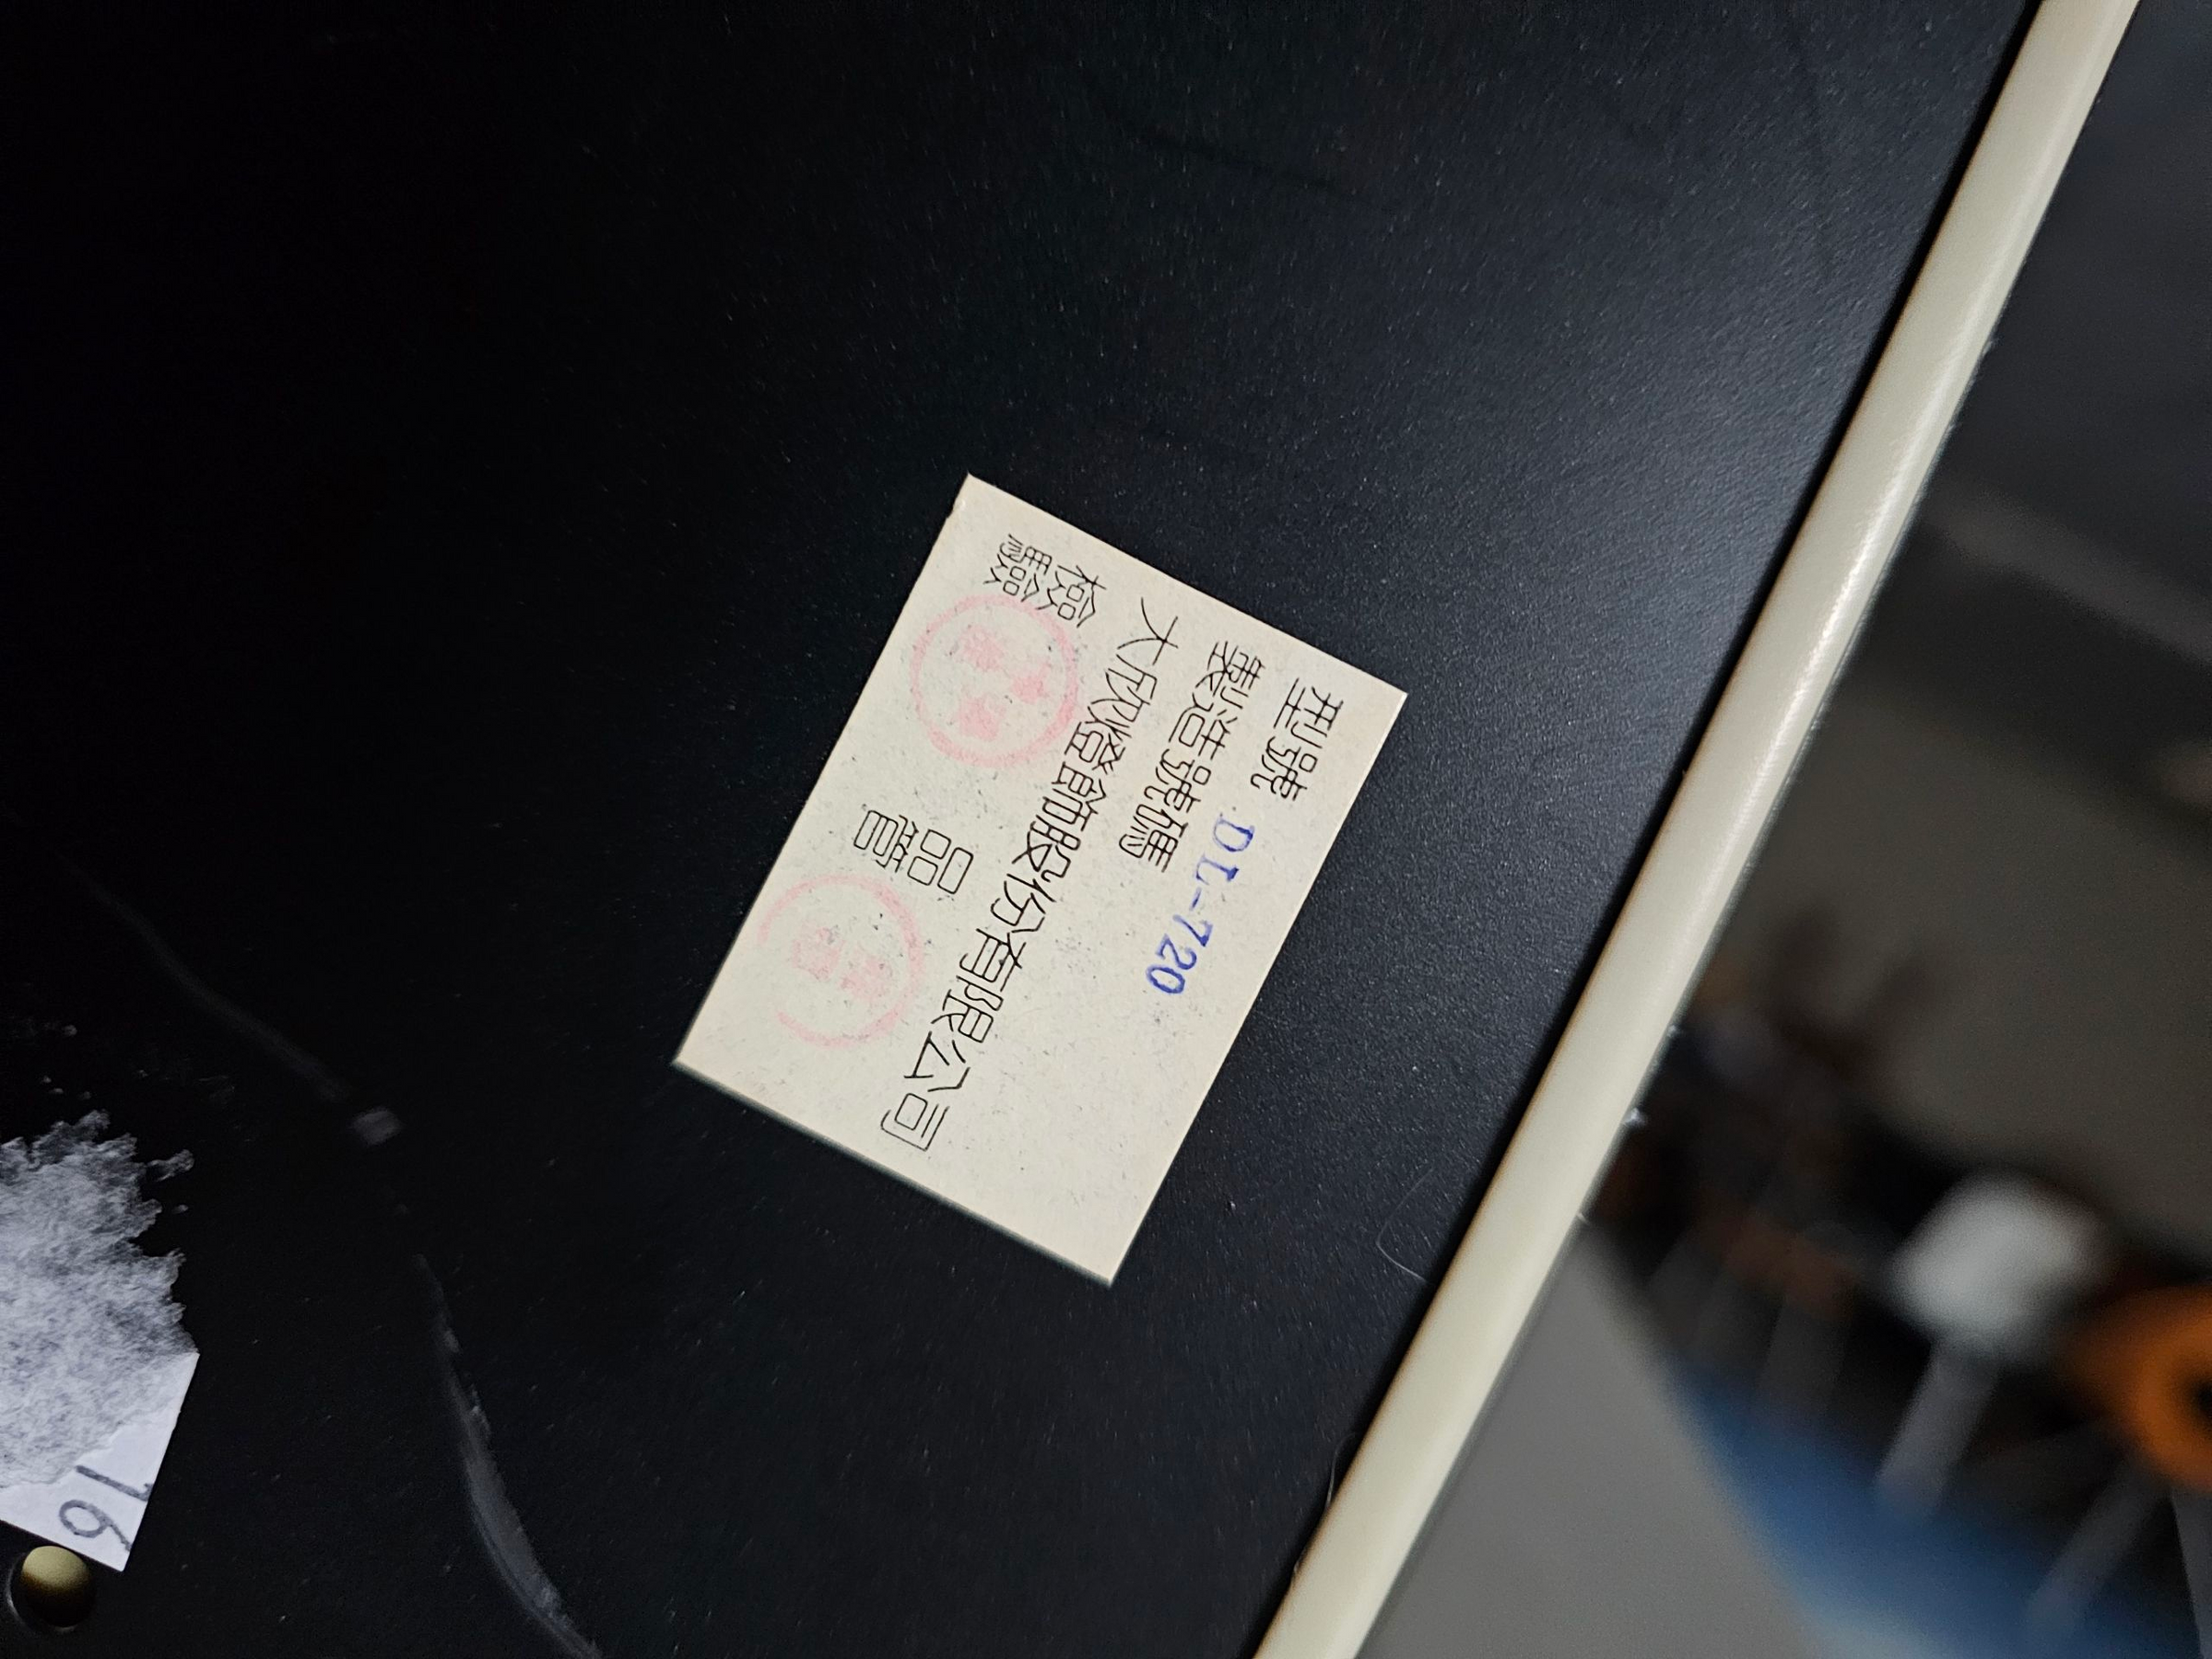 型號 DL-720
製造號碼
大欣燈飾股份有限公司
檢驗
品管
16